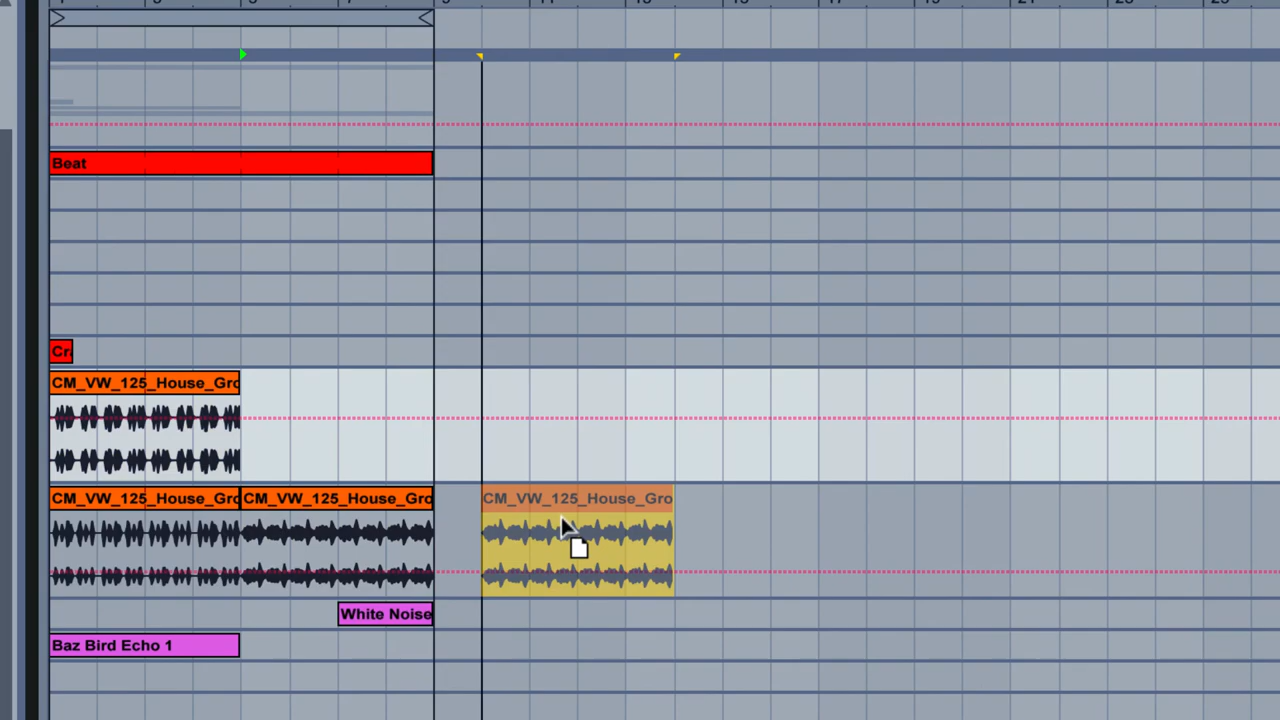 Beat
Cr
CM_VW_125_House_Gro
CM_VW_125_House_Gro CM_VW_125_House_Gro CM_VW_125_House_Gro
White Noise
Baz Bird Echo 1